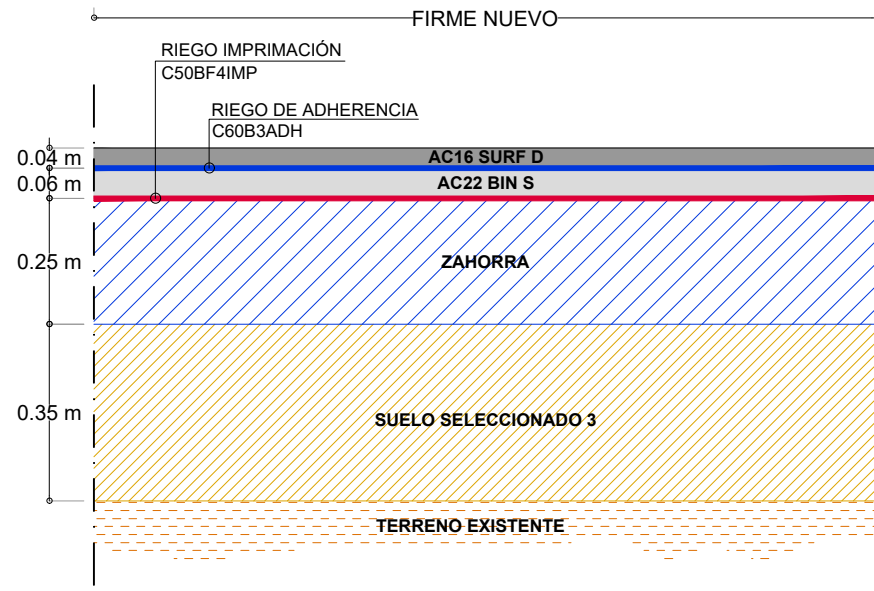 FIRME NUEVO
RIEGO IMPRIMACIÓN
C50BF4IMP
RIEGO DE ADHERENCIA
C60B3ADH
0.04 m
AC16 SURF D
0.06 m
AC22 BIN S
0.25 m
ZAHORRA
0.35 m
SUELO SELECCIONADO 3
TERRENO EXISTENTE